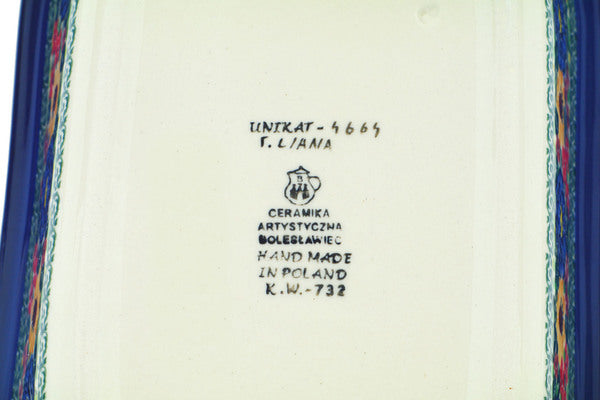 UNIKAT-4664
T. LIANA
B
CERAMIKA
ARTYSTYCZNA
BOLESŁAWIEC
HAND MADE
IN POLAND
K.W.-732